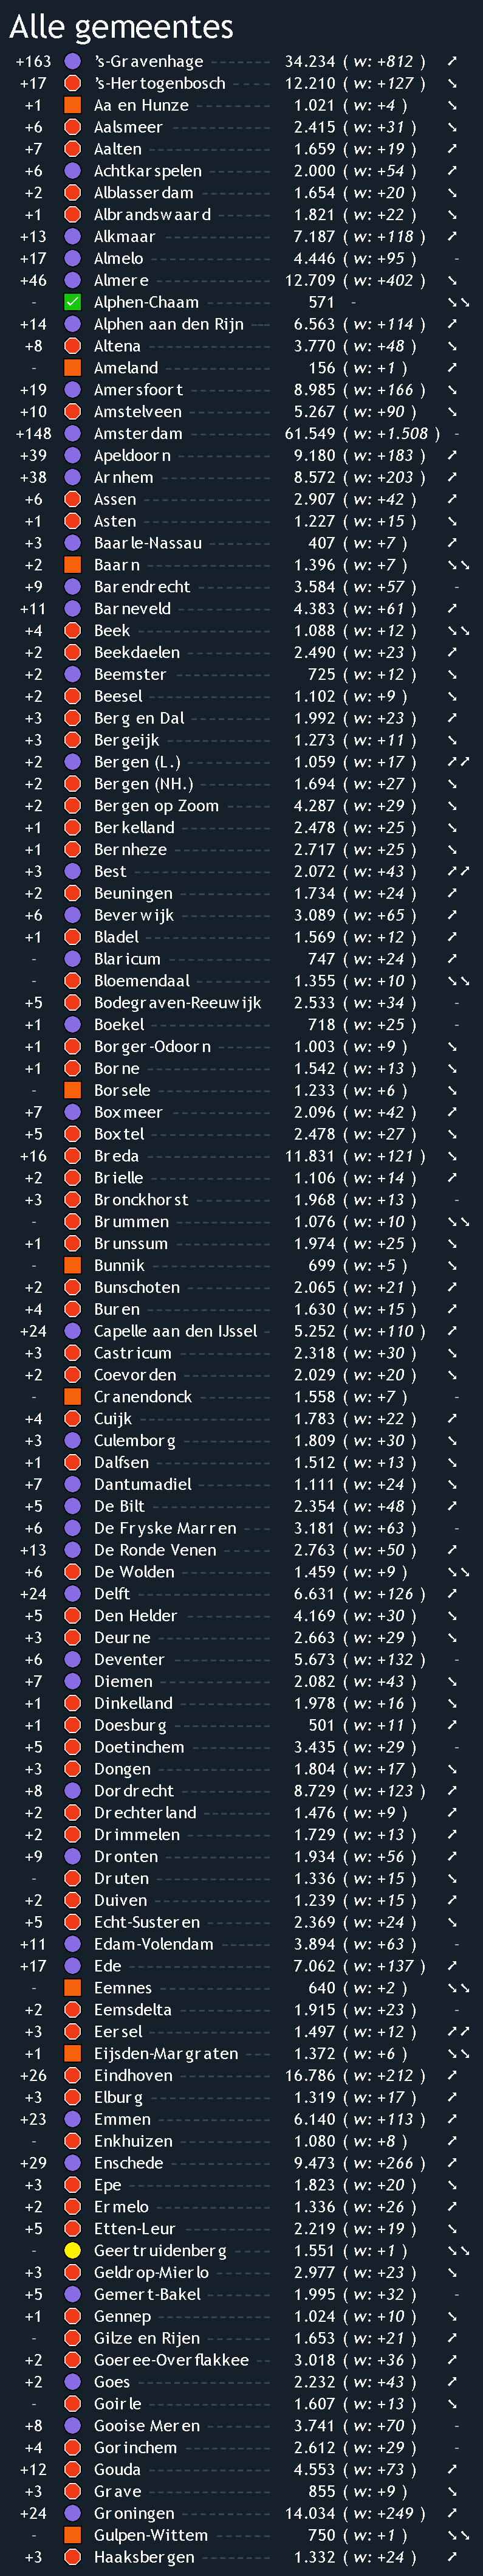 Alle gemeentes
+163 's-Gravenhage 34.234 ( w: +812 )
+17 's-Hertogenbosch 12.210 ( w: +127 )
+1 Aa en Hunze 1.021 ( w: +4 )
+6 Aalsmeer 2.415 ( w: +31 )
+7 Aalten 1.659 ( w: +19 )
+6 Achtkarspelen 2.000 ( w: +54 )
+2 Alblasserdam 1.654 ( w: +20 )
+1 Albrandswaard 1.821 ( w: +22 )
+13 Alkmaar 7.187 ( w: +118 )
+17 Almelo 4.446 ( w: +95 ) -
+46 Almere 12.709 ( w: +402 )
- Alphen-Chaam 571 -
+14 Alphen aan den Rijn 6.563 ( w: +114 )
+8 Altena 3.770 ( w: +48 )
- Ameland 156 ( w: +1 )
+19 Amersfoort 8.985 ( w: +166 )
+10 Amstelveen 5.267 ( w: +90 )
+148 Amsterdam 61.549 ( w: +1.508 ) -
+39 Apeldoorn 9.180 ( w: +183 )
+38 Arnhem 8.572 ( w: +203 )
+6 Assen 2.907 ( w: +42 )
+1 Asten 1.227 ( w: +15 )
+3 Baarle-Nassau 407 ( w: +7 )
+2 Baarn 1.396 ( w: +7 )
+9 Barendrecht 3.584 ( w: +57 ) -
+11 Barneveld 4.383 ( w: +61 )
+4 Beek 1.088 ( w: +12 )
+2 Beekdaelen 2.490 ( w: +23 )
+2 Beemster 725 ( w: +12 )
+2 Beesel 1.102 ( w: +9 )
+3 Berg en Dal 1.992 ( w: +23 )
+3 Bergeijk 1.273 ( w: +11 )
+2 Bergen (L.) 1.059 ( w: +17 )
+2 Bergen (NH.) 1.694 ( w: +27 )
+2 Bergen op Zoom 4.287 ( w: +29 )
+1 Berkelland 2.478 ( w: +25 )
+1 Bernheze 2.717 ( w: +25 )
+3 Best 2.072 ( w: +43 )
+2 Beuningen 1.734 ( w: +24 )
+6 Beverwijk 3.089 ( w: +65 )
+1 Bladel 1.569 ( w: +12 )
- Blaricum 747 ( w: +24 )
- Bloemendaal 1.355 ( w: +10 )
+5 Bodegraven-Reeuwijk 2.533 ( w: +34 ) -
+1 Boekel 718 ( w: +25 ) -
+1 Borger-Odoorn 1.003 ( w: +9 )
+1 Borne 1.542 ( w: +13 )
- Borsele 1.233 ( w: +6 )
+7 Boxmeer 2.096 ( w: +42 )
+5 Boxtel 2.478 ( w: +27 )
+16 Breda 11.831 ( w: +121 )
+2 Brielle 1.106 ( w: +14 )
+3 Bronckhorst 1.968 ( w: +13 ) -
- Brummen 1.076 ( w: +10 )
+1 Brunssum 1.974 ( w: +25 )
- Bunnik 699 ( w: +5 )
+2 Bunschoten 2.065 ( w: +21 )
+4 Buren 1.630 ( w: +15 )
+24 Capelle aan den IJssel 5.252 ( w: +110 )
+3 Castricum 2.318 ( w: +30 )
+2 Coevorden 2.029 ( w: +20 )
- Cranendonck 1.558 ( w: +7 ) -
+4 Cuijk 1.783 ( w: +22 )
+3 Culemborg 1.809 ( w: +30 )
+1 Dalfsen 1.512 ( w: +13 )
+7 Dantumadiel 1.111 ( w: +24 )
+5 De Bilt 2.354 ( w: +48 )
+6 De Fryske Marren 3.181 ( w: +63 ) -
+13 De Ronde Venen 2.763 ( w: +50 )
+6 De Wolden 1.459 ( w: +9 )
+24 Delft 6.631 ( w: +126 )
+5 Den Helder 4.169 ( w: +30 )
+3 Deurne 2.663 ( w: +29 )
+6 Deventer 5.673 ( w: +132 ) -
+7 Diemen 2.082 ( w: +43 )
+1 Dinkelland 1.978 ( w: +16 )
+1 Doesburg 501 ( w: +11 )
+5 Doetinchem 3.435 ( w: +29 ) -
+3 Dongen 1.804 ( w: +17 )
+8 Dordrecht 8.729 ( w: +123 )
+2 Drechterland 1.476 ( w: +9 )
+2 Drimmelen 1.729 ( w: +13 )
+9 Dronten 1.934 ( w: +56 )
- Druten 1.336 ( w: +15 )
+2 Duiven 1.239 ( w: +15 )
+5 Echt-Susteren 2.369 ( w: +24 )
+11 Edam-Volendam 3.894 ( w: +63 ) -
+17 Ede 7.062 ( w: +137 )
- Eemnes 640 ( w: +2 )
+2 Eemsdelta 1.915 ( w: +23 ) -
+3 Eersel 1.497 ( w: +12 )
+1 Eijsden-Margraten 1.372 ( w: +6 )
+26 Eindhoven 16.786 ( w: +212 )
+3 Elburg 1.319 ( w: +17 )
+23 Emmen 6.140 ( w: +113 )
- Enkhuizen 1.080 ( w: +8 )
+29 Enschede 9.473 ( w: +266 )
+3 Epe 1.823 ( w: +20 )
+2 Ermelo 1.336 ( w: +26 )
+5 Etten-Leur 2.219 ( w: +19 )
- Geertruidenberg 1.551 ( w: +1 )
+3 Geldrop-Mierlo 2.977 ( w: +23 )
+5 Gemert-Bakel 1.995 ( w: +32 ) -
+1 Gennep 1.024 ( w: +10 )
- Gilze en Rijen 1.653 ( w: +21 )
+2 Goeree-Overflakkee 3.018 ( w: +36 )
+2 Goes 2.232 ( w: +43 )
- Goirle 1.607 ( w: +13 )
+8 Gooise Meren 3.741 ( w: +70 ) -
+4 Gorinchem 2.612 ( w: +29 ) -
+12 Gouda 4.553 ( w: +73 )
+3 Grave 855 ( w: +9 )
+24 Groningen 14.034 ( w: +249 )
- Gulpen-Wittem 750 ( w: +1 )
+3 Haaksbergen 1.332 ( w: +24 )